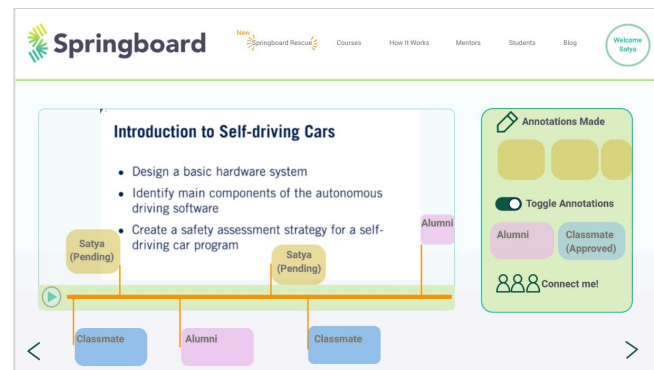 Springboard
New
Springboard Rescue
Courses
How It Works
Mentors
Students
Blog
Welcome
Satya
Introduction to Self-driving Cars
• Design a basic hardware system
• Identify main components of the autonomous
driving software
• Create a safety assessment strategy for a self-
driving car program
Alumni
Satya
(Pending)
Satya
(Pending)
Classmate
Alumni
Classmate
Annotations Made
Toggle Annotations
Alumni
Classmate
(Approved)
Connect me!